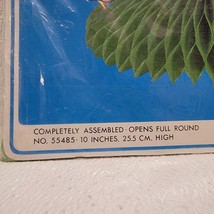 COMPLETELY ASSEMBLED · OPENS FULL ROUND
NO. 55485 · 10 INCHES, 25.5 CM. HIGH